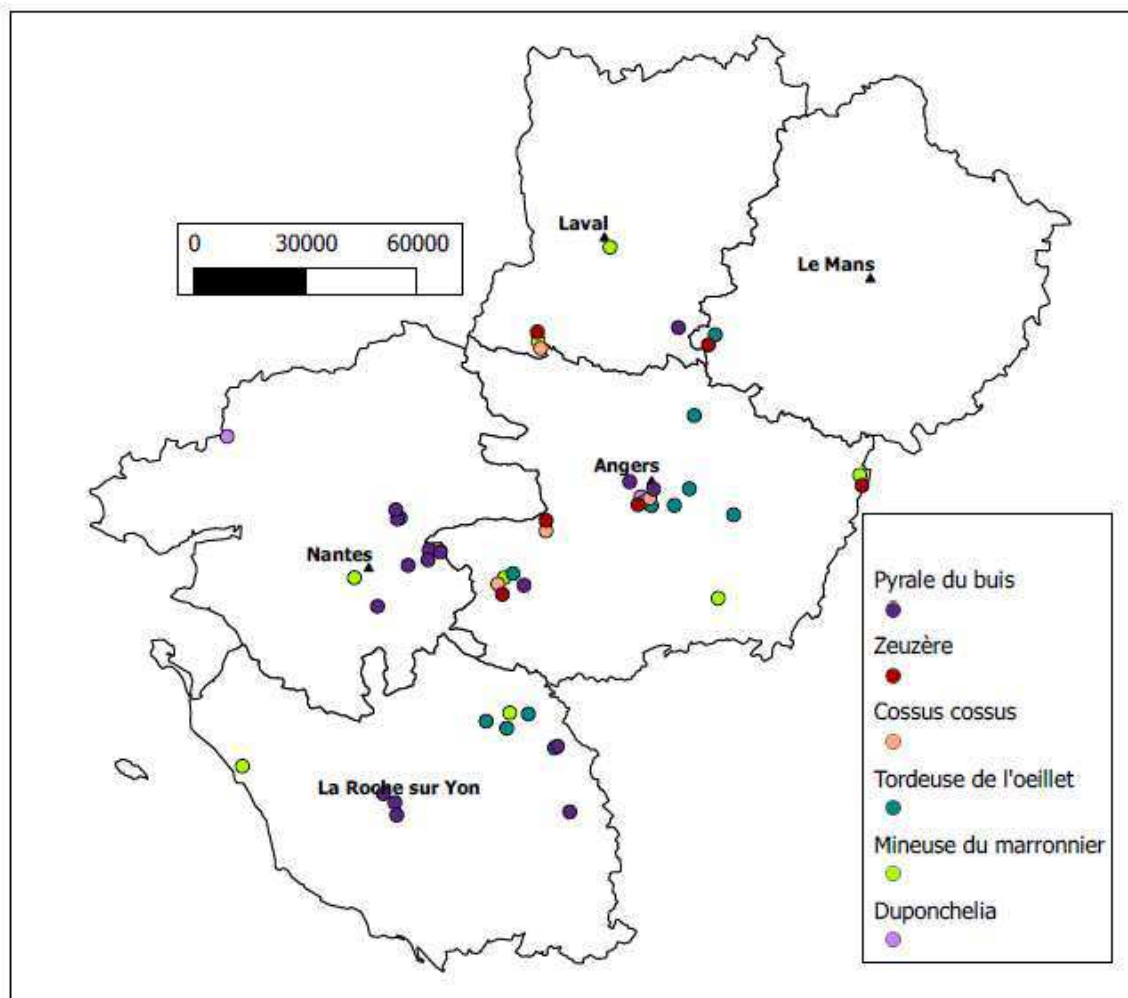 Laval
0 30000 60000
Le Mans
Angers
Nantes
La Roche sur Yon
Pyrale du buis
Zeuzère
Cossus cossus
Tordeuse de l'oeillet
Mineuse du marronnier
Duponchelia